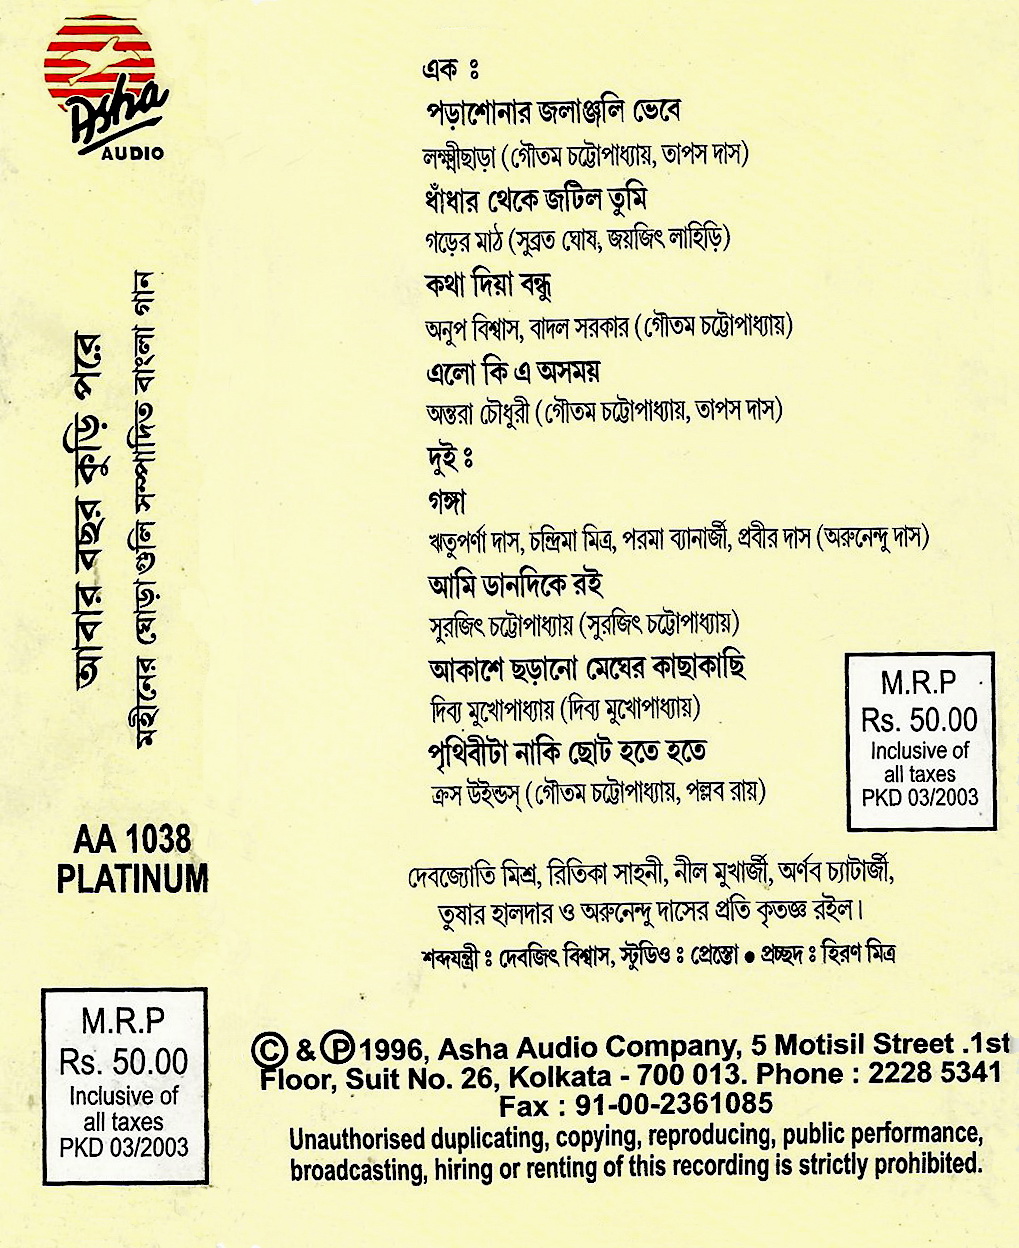 Asha
AUDIO
আবার বছর কুড়ি পরে
মহীনের ঘোড়াগুলি সম্পাদিত বাংলা গান
AA 1038
PLATINUM
M.R.P
Rs. 50.00
Inclusive of
all taxes
PKD 03/2003
এক ঃ
পড়াশোনার জলাঞ্জলি ভেবে
লক্ষ্মীছাড়া (গৌতম চট্টোপাধ্যায়, তাপস দাস)
ধাঁধার থেকে জটিল তুমি
গড়ের মাঠ (সুব্রত ঘোষ, জয়জিৎ লাহিড়ি)
কথা দিয়া বন্ধু
অনুপ বিশ্বাস, বাদল সরকার (গৌতম চট্টোপাধ্যায়)
এলো কি এ অসময়
অন্তরা চৌধুরী (গৌতম চট্টোপাধ্যায়, তাপস দাস)
দুই ঃ
গঙ্গা
ঋতুপর্ণা দাস, চন্দ্রিমা মিত্র, পরমা ব্যানার্জী, প্রবীর দাস (অরুনেন্দু দাস)
আমি ডানদিকে রই
সুরজিৎ চট্টোপাধ্যায় (সুরজিৎ চট্টোপাধ্যায়)
আকাশে ছড়ানো মেঘের কাছাকাছি
দিব্য মুখোপাধ্যায় (দিব্য মুখোপাধ্যায়)
পৃথিবীটা নাকি ছোট হতে হতে
ক্রস উইন্ডস্ (গৌতম চট্টোপাধ্যায়, পল্লব রায়)
M.R.P
Rs. 50.00
Inclusive of
all taxes
PKD 03/2003
দেবজ্যোতি মিশ্র, রিতিকা সাহনী, নীল মুখার্জী, অর্ণব চ্যাটার্জী,
তুষার হালদার ও অরুনেন্দু দাসের প্রতি কৃতজ্ঞ রইল।
শব্দযন্ত্রী ঃ দেবজিৎ বিশ্বাস, স্টুডিও ঃ প্রেস্তো ● প্রচ্ছদ ঃ হিরণ মিত্র
© & ℗ 1996, Asha Audio Company, 5 Motisil Street .1st
Floor, Suit No. 26, Kolkata - 700 013. Phone : 2228 5341
Fax : 91-00-2361085
Unauthorised duplicating, copying, reproducing, public performance,
broadcasting, hiring or renting of this recording is strictly prohibited.